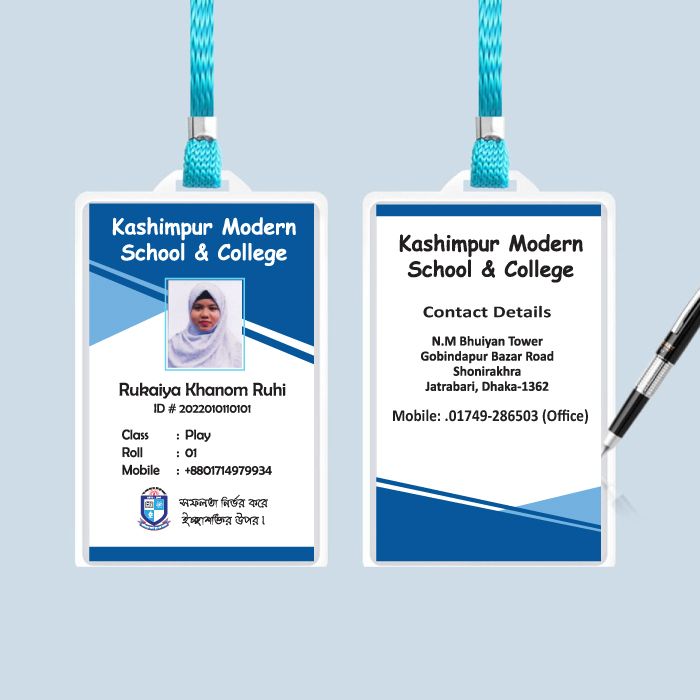 Kashimpur Modern
School & College
Rukaiya Khanom Ruhi
ID # 2022010110101
Class : Play
Roll : 01
Mobile : +8801714979934
সফলতা নির্ভর করে
ইচ্ছাশক্তির উপর।
Kashimpur Modern
School & College
Contact Details
N.M Bhuiyan Tower
Gobindapur Bazar Road
Shonirakhra
Jatrabari, Dhaka-1362
Mobile: .01749-286503 (Office)